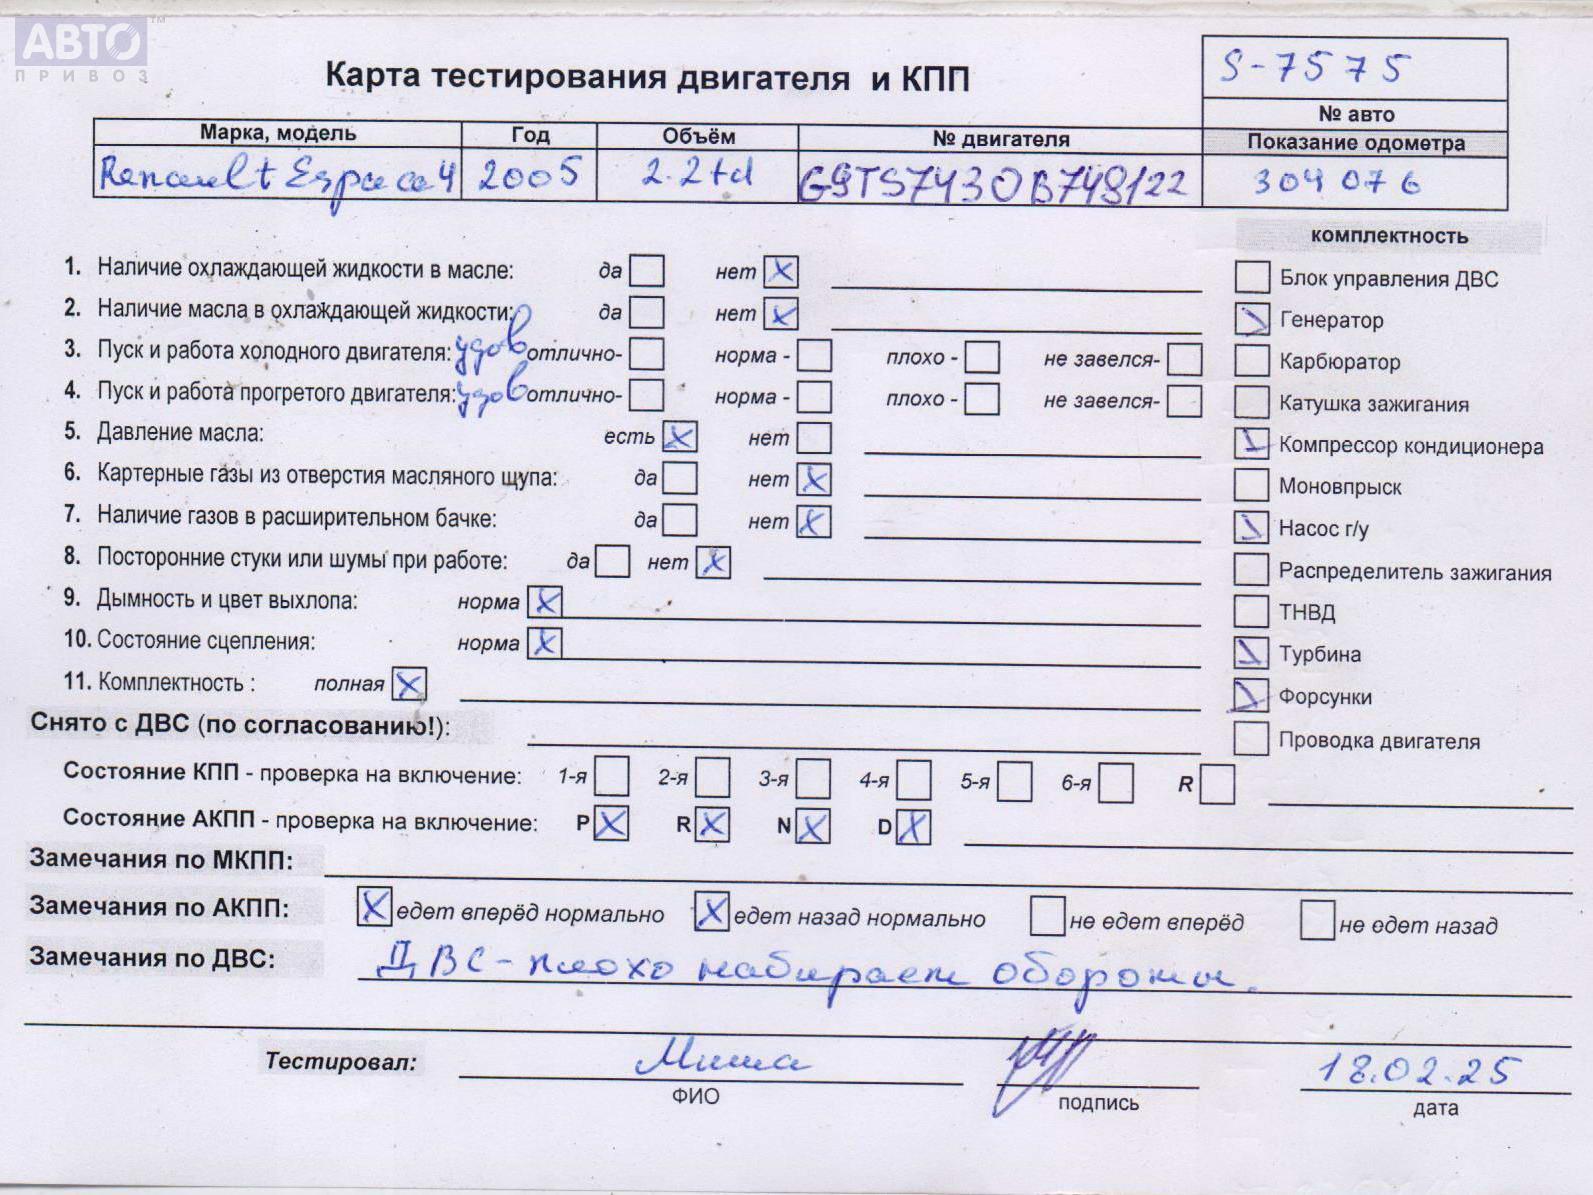 АВТО TM
ПРИВОЗ
Карта тестирования двигателя и КПП
S-7575
№ авто
Марка, модель Год Объём № двигателя Показание одометра
Renault Espace 4 2005 2.2td G9T S743 0B748122 304 076
комплектность
1. Наличие охлаждающей жидкости в масле: да нет x
Блок управления ДВС
2. Наличие масла в охлаждающей жидкости: да нет x
Генератор
3. Пуск и работа холодного двигателя: удов отлично- норма - плохо - не завелся-
Карбюратор
4. Пуск и работа прогретого двигателя: удов отлично- норма - плохо - не завелся-
Катушка зажигания
5. Давление масла: есть x нет
Компрессор кондиционера
6. Картерные газы из отверстия масляного щупа: да нет x
Моновпрыск
7. Наличие газов в расширительном бачке: да нет x
Насос г/у
8. Посторонние стуки или шумы при работе: да нет x
Распределитель зажигания
9. Дымность и цвет выхлопа: норма x
ТНВД
10. Состояние сцепления: норма x
Турбина
11. Комплектность : полная x
Форсунки
Снято с ДВС (по согласованию!):
Проводка двигателя
Состояние КПП - проверка на включение: 1-я 2-я 3-я 4-я 5-я 6-я R
Состояние АКПП - проверка на включение: P x R x N x D x
Замечания по МКПП:
Замечания по АКПП: x едет вперёд нормально x едет назад нормально не едет вперёд не едет назад
Замечания по ДВС: ДВС - плохо набирает обороты.
Тестировал: Миша 18.02.25
ФИО подпись дата